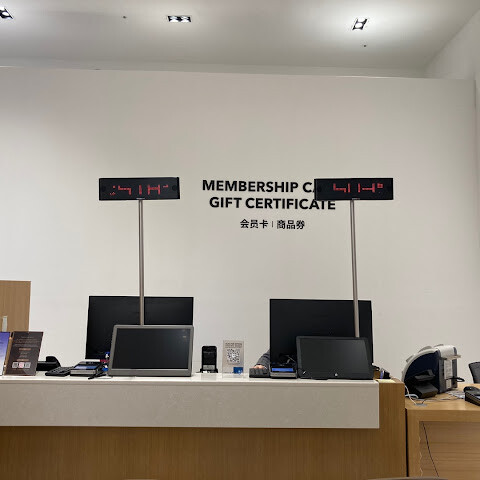 MEMBERSHIP
GIFT CERTIFICATE
会员卡 | 商品券